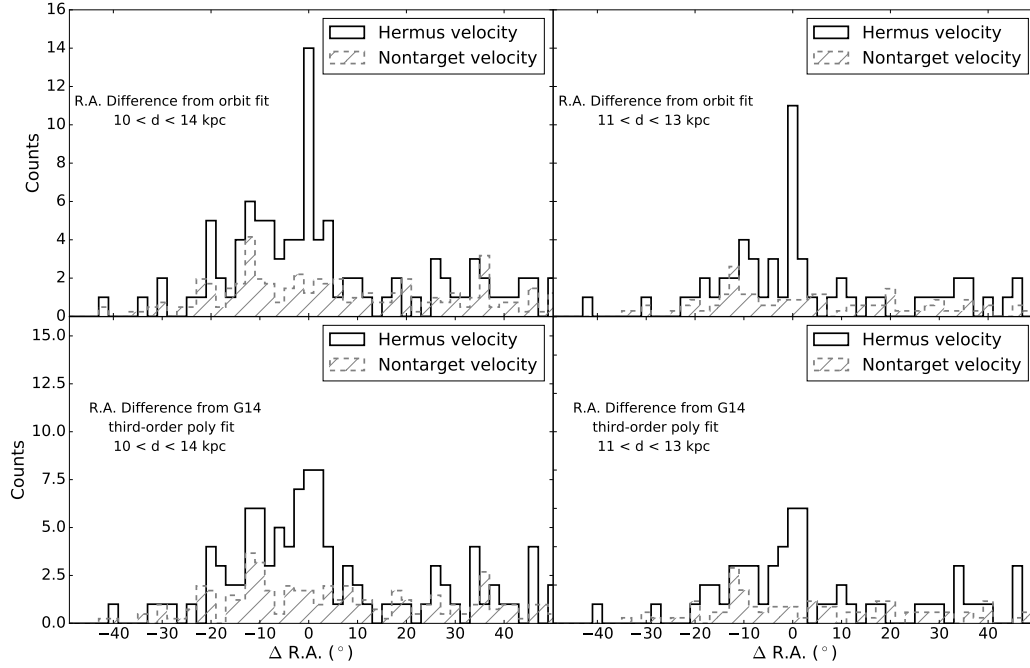 Hermus velocity
Nontarget velocity
R.A. Difference from orbit fit
10 < d < 14 kpc
Counts
16
14
12
10
8
6
4
2
0
Hermus velocity
Nontarget velocity
R.A. Difference from orbit fit
11 < d < 13 kpc
Hermus velocity
Nontarget velocity
R.A. Difference from G14
third-order poly fit
10 < d < 14 kpc
Counts
15.0
12.5
10.0
7.5
5.0
2.5
0.0
−40 −30 −20 −10 0 10 20 30 40
Δ R.A. (°)
Hermus velocity
Nontarget velocity
R.A. Difference from G14
third-order poly fit
11 < d < 13 kpc
−40 −30 −20 −10 0 10 20 30 40
Δ R.A. (°)